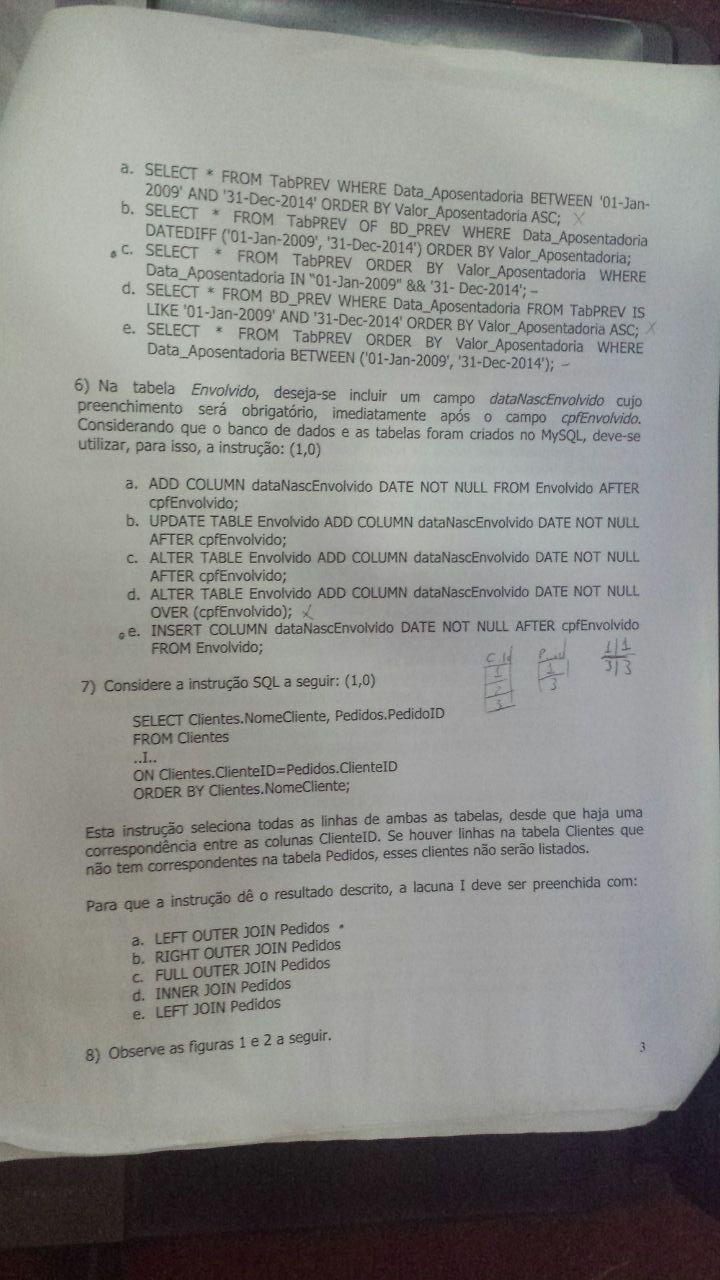 a. SELECT * FROM TabPREV WHERE Data_Aposentadoria BETWEEN '01-Jan-
2009' AND '31-Dec-2014' ORDER BY Valor_Aposentadoria ASC; X
b. SELECT * FROM TabPREV OF BD_PREV WHERE Data_Aposentadoria
DATEDIFF ('01-Jan-2009', '31-Dec-2014') ORDER BY Valor_Aposentadoria;
c. SELECT * FROM TabPREV ORDER BY Valor_Aposentadoria WHERE
Data_Aposentadoria IN "01-Jan-2009" && '31- Dec-2014'; -
d. SELECT * FROM BD_PREV WHERE Data_Aposentadoria FROM TabPREV IS
LIKE '01-Jan-2009' AND '31-Dec-2014' ORDER BY Valor_Aposentadoria ASC; X
e. SELECT * FROM TabPREV ORDER BY Valor_Aposentadoria WHERE
Data_Aposentadoria BETWEEN ('01-Jan-2009', '31-Dec-2014'); -
6) Na tabela Envolvido, deseja-se incluir um campo dataNascEnvolvido cujo
preenchimento será obrigatório, imediatamente após o campo cpfEnvolvido.
Considerando que o banco de dados e as tabelas foram criados no MySQL, deve-se
utilizar, para isso, a instrução: (1,0)
a. ADD COLUMN dataNascEnvolvido DATE NOT NULL FROM Envolvido AFTER
cpfEnvolvido;
b. UPDATE TABLE Envolvido ADD COLUMN dataNascEnvolvido DATE NOT NULL
AFTER cpfEnvolvido;
c. ALTER TABLE Envolvido ADD COLUMN dataNascEnvolvido DATE NOT NULL
AFTER cpfEnvolvido;
d. ALTER TABLE Envolvido ADD COLUMN dataNascEnvolvido DATE NOT NULL
OVER (cpfEnvolvido); X
e. INSERT COLUMN dataNascEnvolvido DATE NOT NULL AFTER cpfEnvolvido
FROM Envolvido;
1 2 3
1 3
1|1
3|3
7) Considere a instrução SQL a seguir: (1,0)
SELECT Clientes.NomeCliente, Pedidos.PedidoID
FROM Clientes
..I..
ON Clientes.ClienteID=Pedidos.ClienteID
ORDER BY Clientes.NomeCliente;
Esta instrução seleciona todas as linhas de ambas as tabelas, desde que haja uma
correspondência entre as colunas ClienteID. Se houver linhas na tabela Clientes que
não tem correspondentes na tabela Pedidos, esses clientes não serão listados.
Para que a instrução dê o resultado descrito, a lacuna I deve ser preenchida com:
a. LEFT OUTER JOIN Pedidos
b. RIGHT OUTER JOIN Pedidos
c. FULL OUTER JOIN Pedidos
d. INNER JOIN Pedidos
e. LEFT JOIN Pedidos
8) Observe as figuras 1 e 2 a seguir.
3